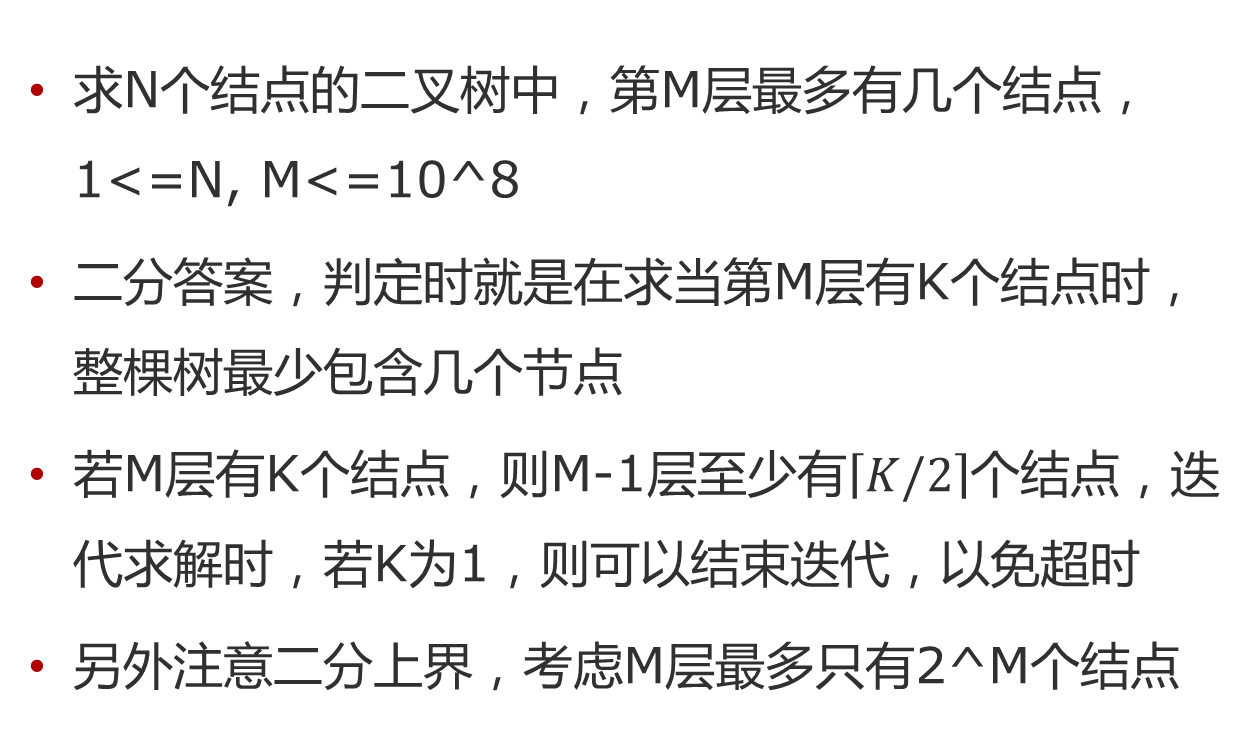 • 求N个结点的二叉树中，第M层最多有几个结点，
1<=N, M<=10^8
• 二分答案，判定时就是在求当第M层有K个结点时，
整棵树最少包含几个节点
• 若M层有K个结点，则M-1层至少有⌈K/2⌉个结点，迭
代求解时，若K为1，则可以结束迭代，以免超时
• 另外注意二分上界，考虑M层最多只有2^M个结点